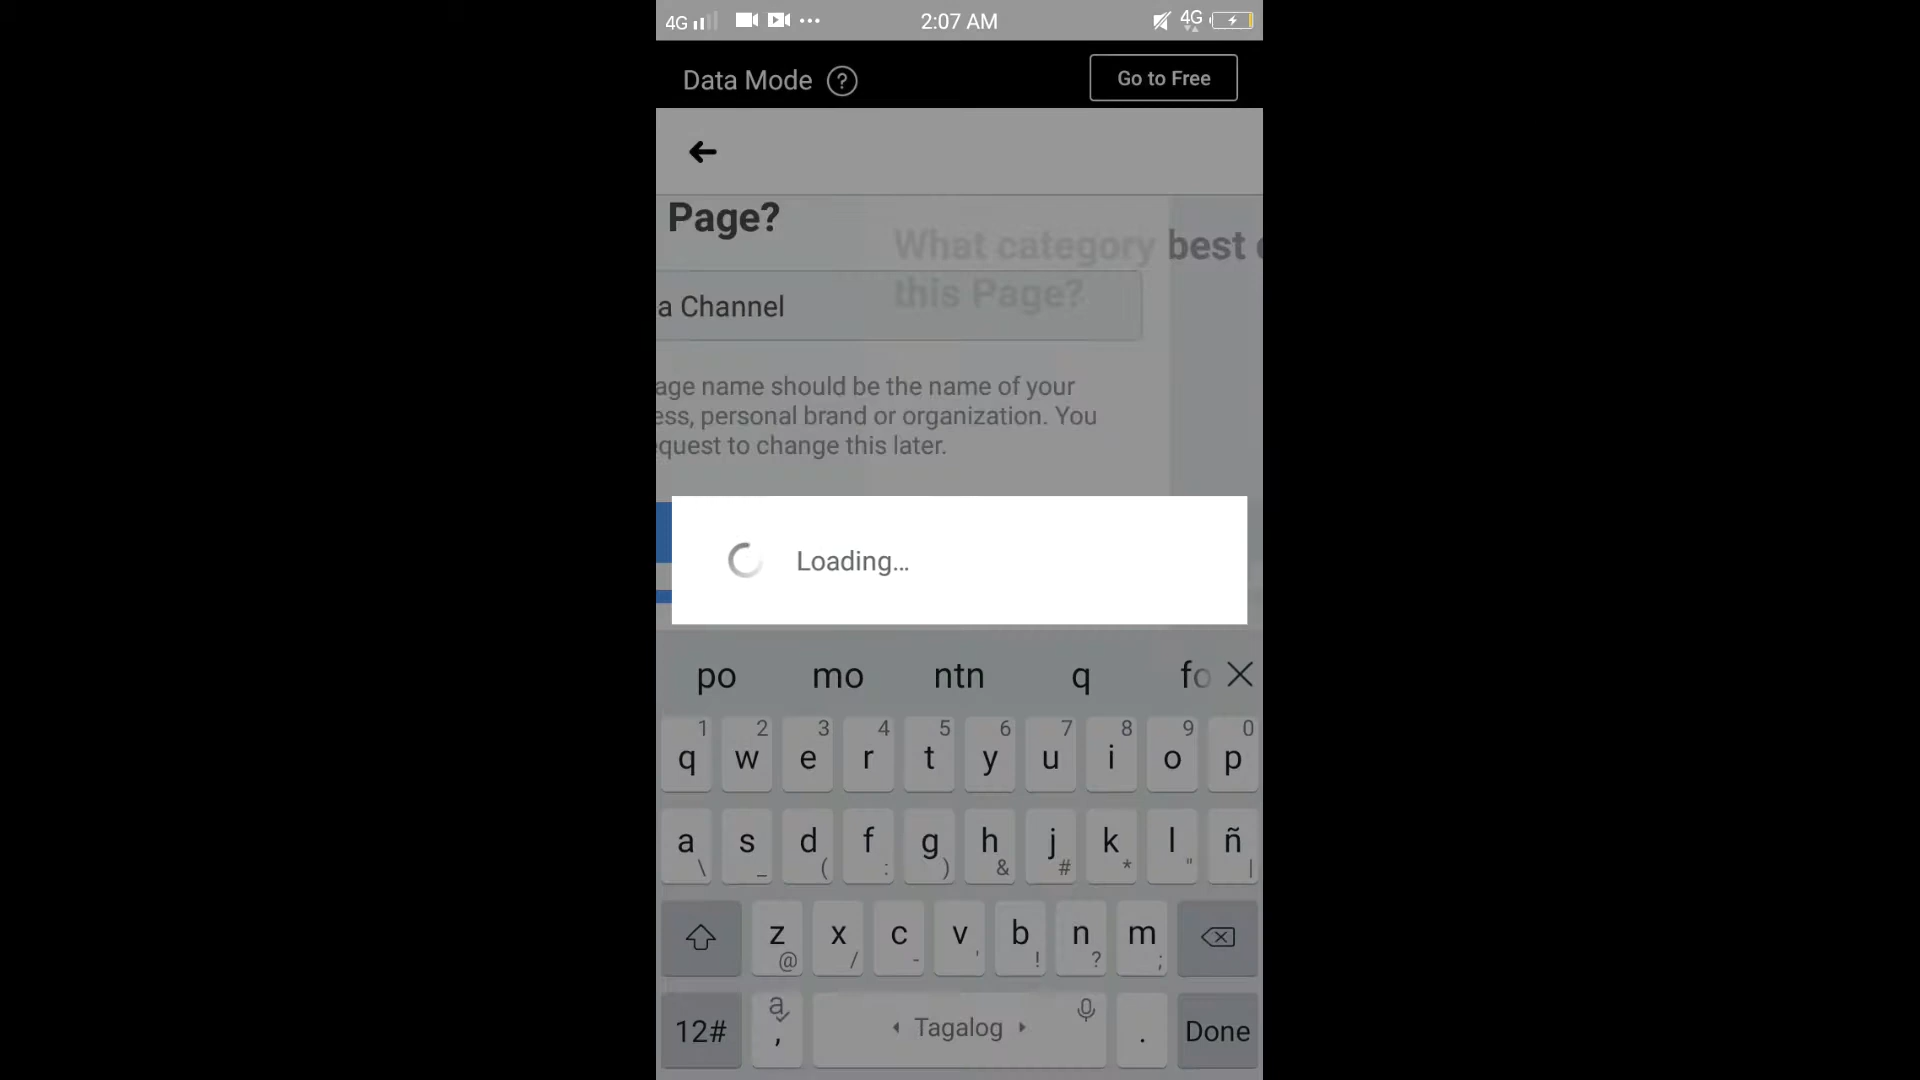 4G 2:07 AM 4G
Data Mode ? Go to Free
Page?
What category best
this Page?
a Channel
age name should be the name of your
ess, personal brand or organization. You
quest to change this later.
Loading...
po mo ntn q fo
1 2 3 4 5 6 7 8 9 0
q w e r t y u i o p
a s d f g h j k l ñ
\ _ ( : ) & # * " |
z x c v b n m
@ / - ' ! ? ;
12# a , Tagalog . Done